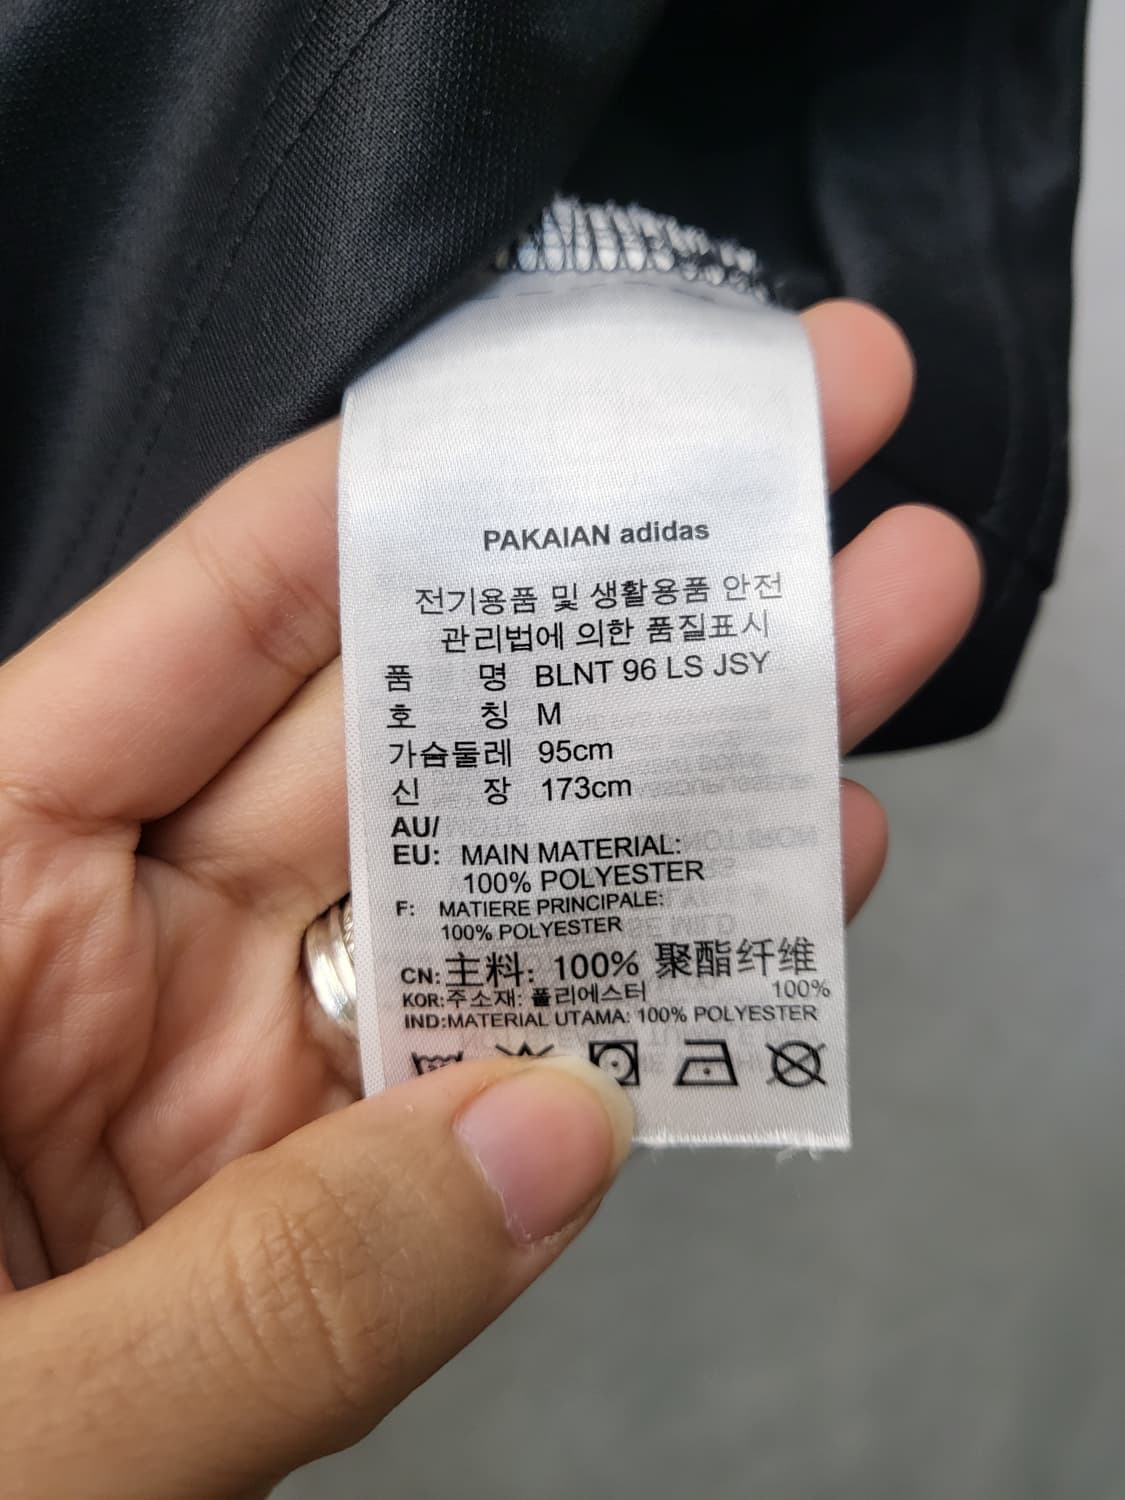 PAKAIAN adidas
전기용품 및 생활용품 안전
관리법에 의한 품질표시
품 명 BLNT 96 LS JSY
호 칭 M
가슴둘레 95cm
신 장 173cm
AU/
EU: MAIN MATERIAL:
100% POLYESTER
F: MATIERE PRINCIPALE:
100% POLYESTER
CN: 主料: 100% 聚酯纤维
KOR: 주소재: 폴리에스터 100%
IND:MATERIAL UTAMA: 100% POLYESTER